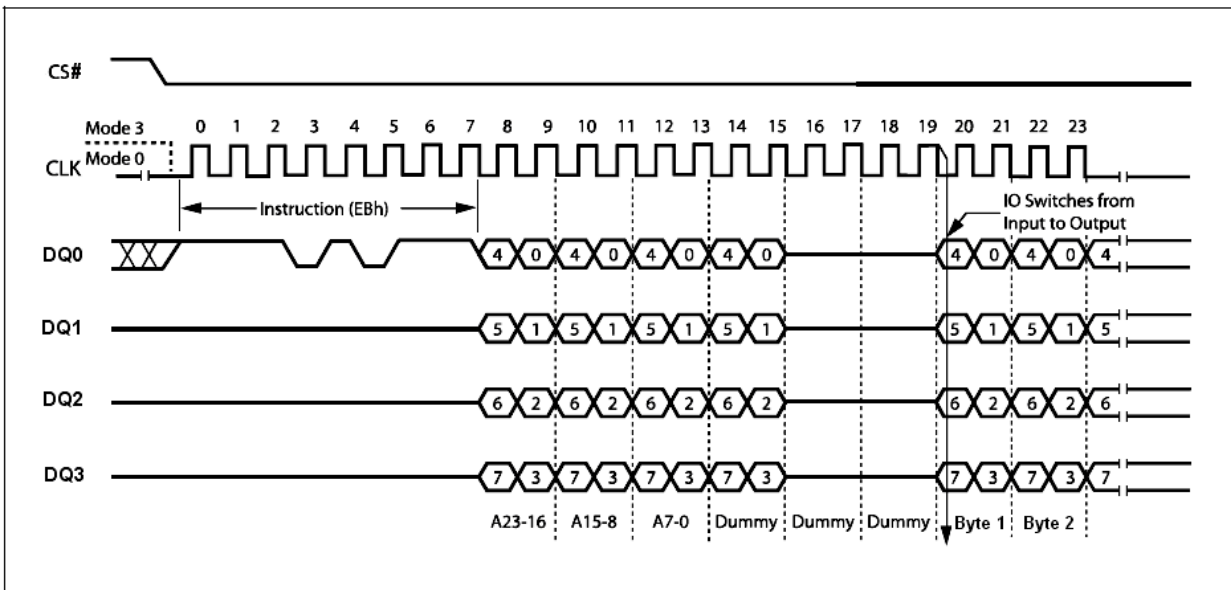 CS#
Mode 3
0 1 2 3 4 5 6 7 8 9 10 11 12 13 14 15 16 17 18 19 20 21 22 23
CLK
Mode 0
Instruction (EBh)
IO Switches from
Input to Output
DQ0
4 0 4 0 4 0 4 0 4 0 4 0 4
DQ1
5 1 5 1 5 1 5 1 5 1 5 1 5
DQ2
6 2 6 2 6 2 6 2 6 2 6 2 6
DQ3
7 3 7 3 7 3 7 3 7 3 7 3 7
A23-16 A15-8 A7-0 Dummy Dummy Dummy Byte 1 Byte 2